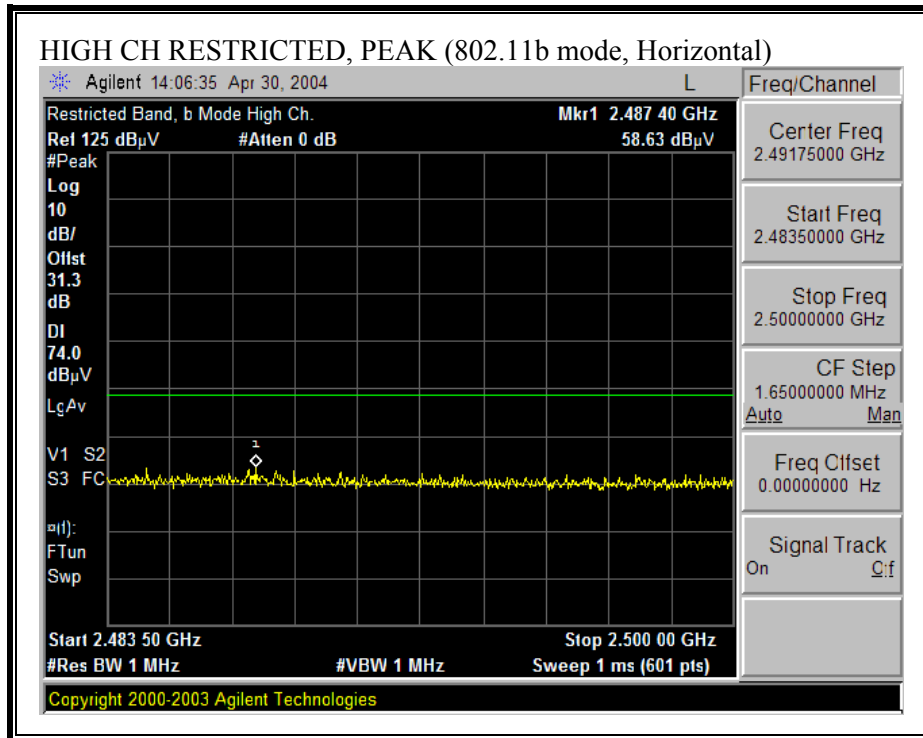 HIGH CH RESTRICTED, PEAK (802.11b mode, Horizontal)
Agilent 14:06:35 Apr 30, 2004 L
Restricted Band, b Mode High Ch. Mkr1 2.487 40 GHz
Ref 125 dBµV #Atten 0 dB 58.63 dBµV
#Peak
Log
10
dB/
Offst
31.3
dB
DI
74.0
dBµV
LgAv
V1 S2
S3 FC
1
¤(f):
FTun
Swp
Start 2.483 50 GHz Stop 2.500 00 GHz
#Res BW 1 MHz #VBW 1 MHz Sweep 1 ms (601 pts)
Copyright 2000-2003 Agilent Technologies
Freq/Channel
Center Freq
2.49175000 GHz
Start Freq
2.48350000 GHz
Stop Freq
2.50000000 GHz
CF Step
1.65000000 MHz
Auto Man
Freq Offset
0.00000000 Hz
Signal Track
On Off